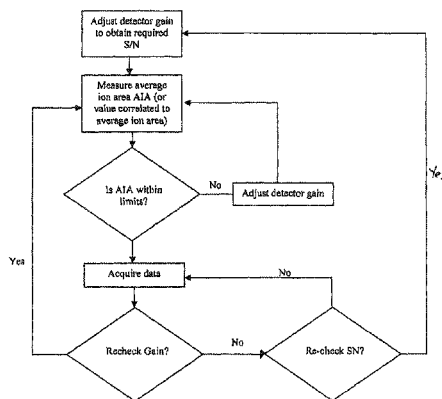 Adjust detector gain
to obtain required
S/N
Measure average
ion area AIA (or
value correlated to
average ion area)
Is AIA within
limits?
No
Adjust detector gain
Yes
Yes
Acquire data
No
Recheck Gain?
No
Re-check SN?